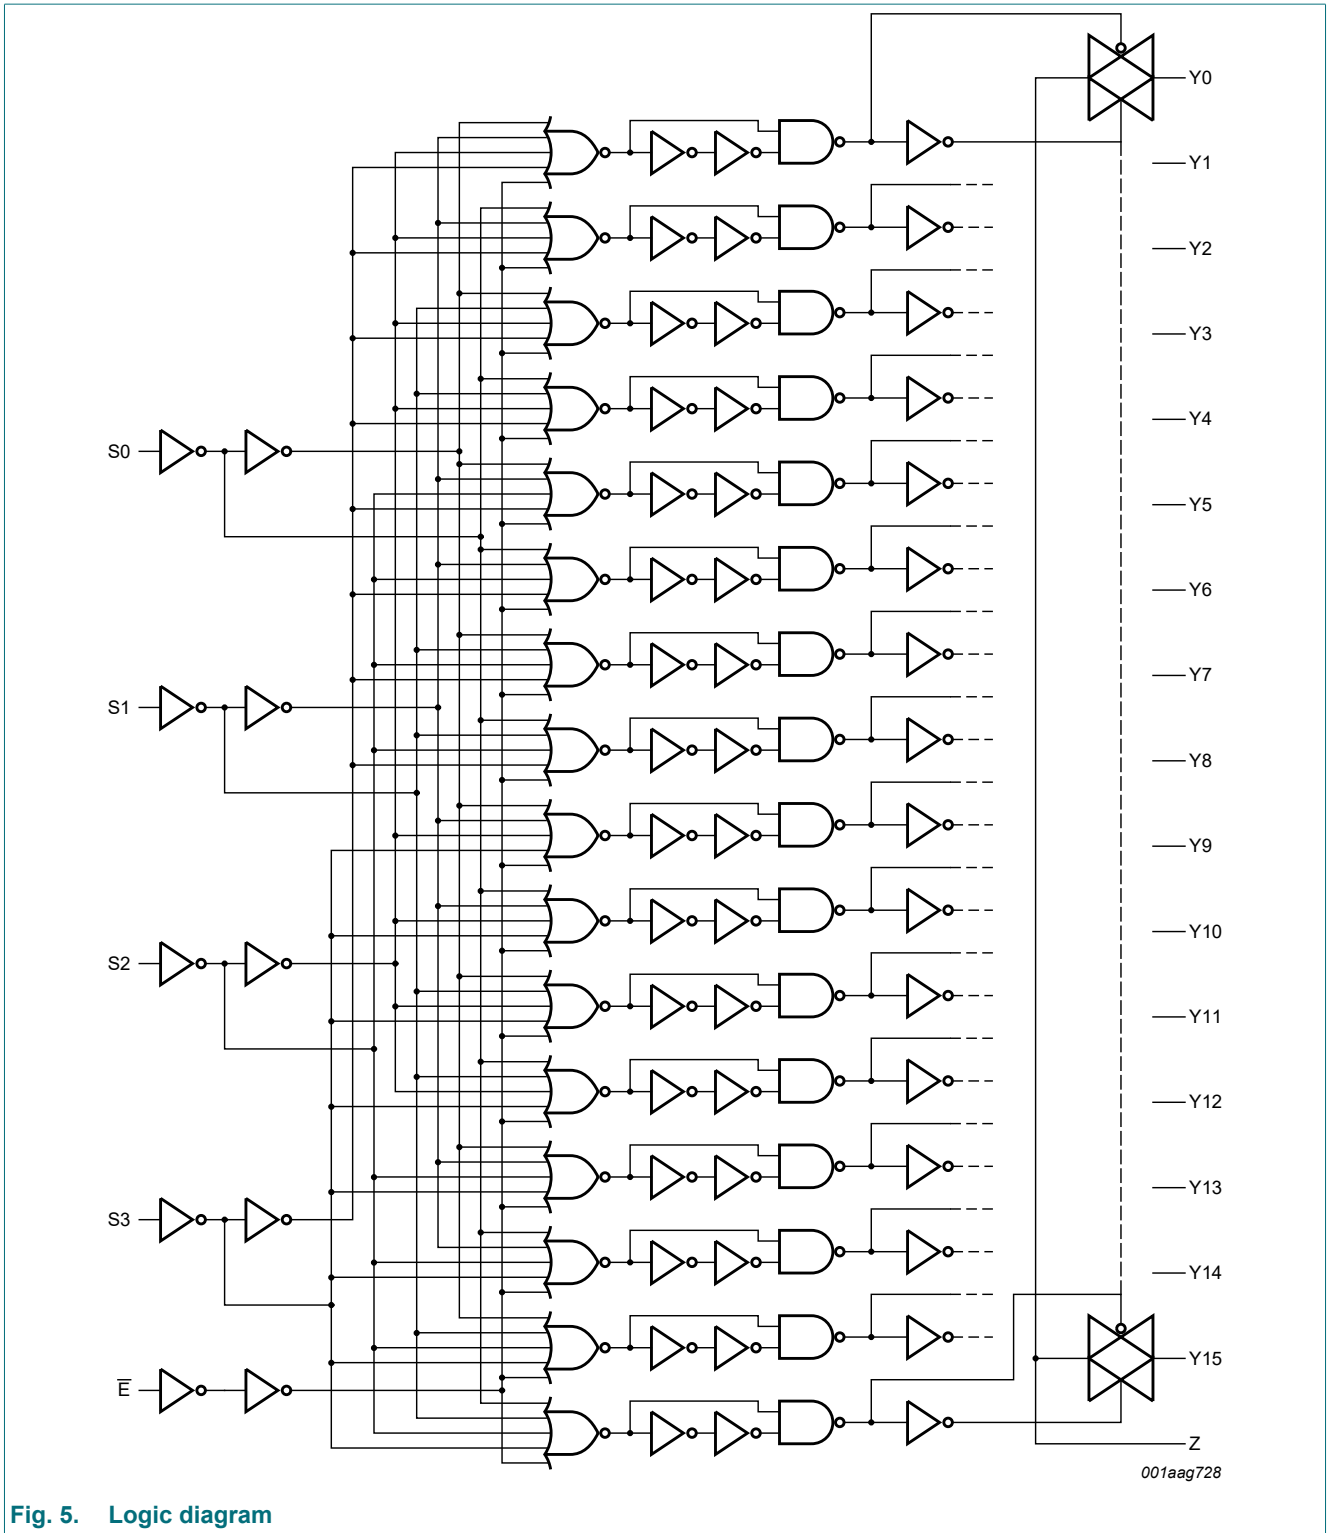 Y0
Y1
Y2
Y3
Y4
S0
Y5
Y6
Y7
S1
Y8
Y9
Y10
S2
Y11
Y12
Y13
S3
Y14
Y15
E̅
Z
001aag728
Fig. 5. Logic diagram